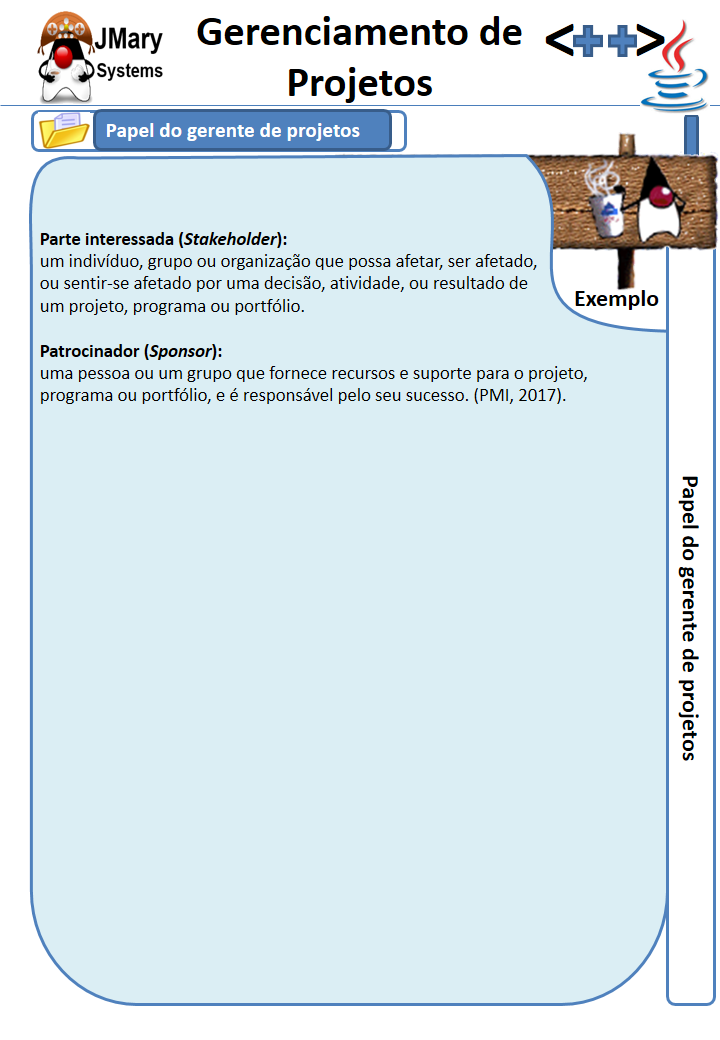 JMary
Systems
Gerenciamento de
Projetos
<++>
Papel do gerente de projetos
Exemplo
Parte interessada (Stakeholder):
um indivíduo, grupo ou organização que possa afetar, ser afetado,
ou sentir-se afetado por uma decisão, atividade, ou resultado de
um projeto, programa ou portfólio.
Patrocinador (Sponsor):
uma pessoa ou um grupo que fornece recursos e suporte para o projeto,
programa ou portfólio, e é responsável pelo seu sucesso. (PMI, 2017).
Papel do gerente de projetos